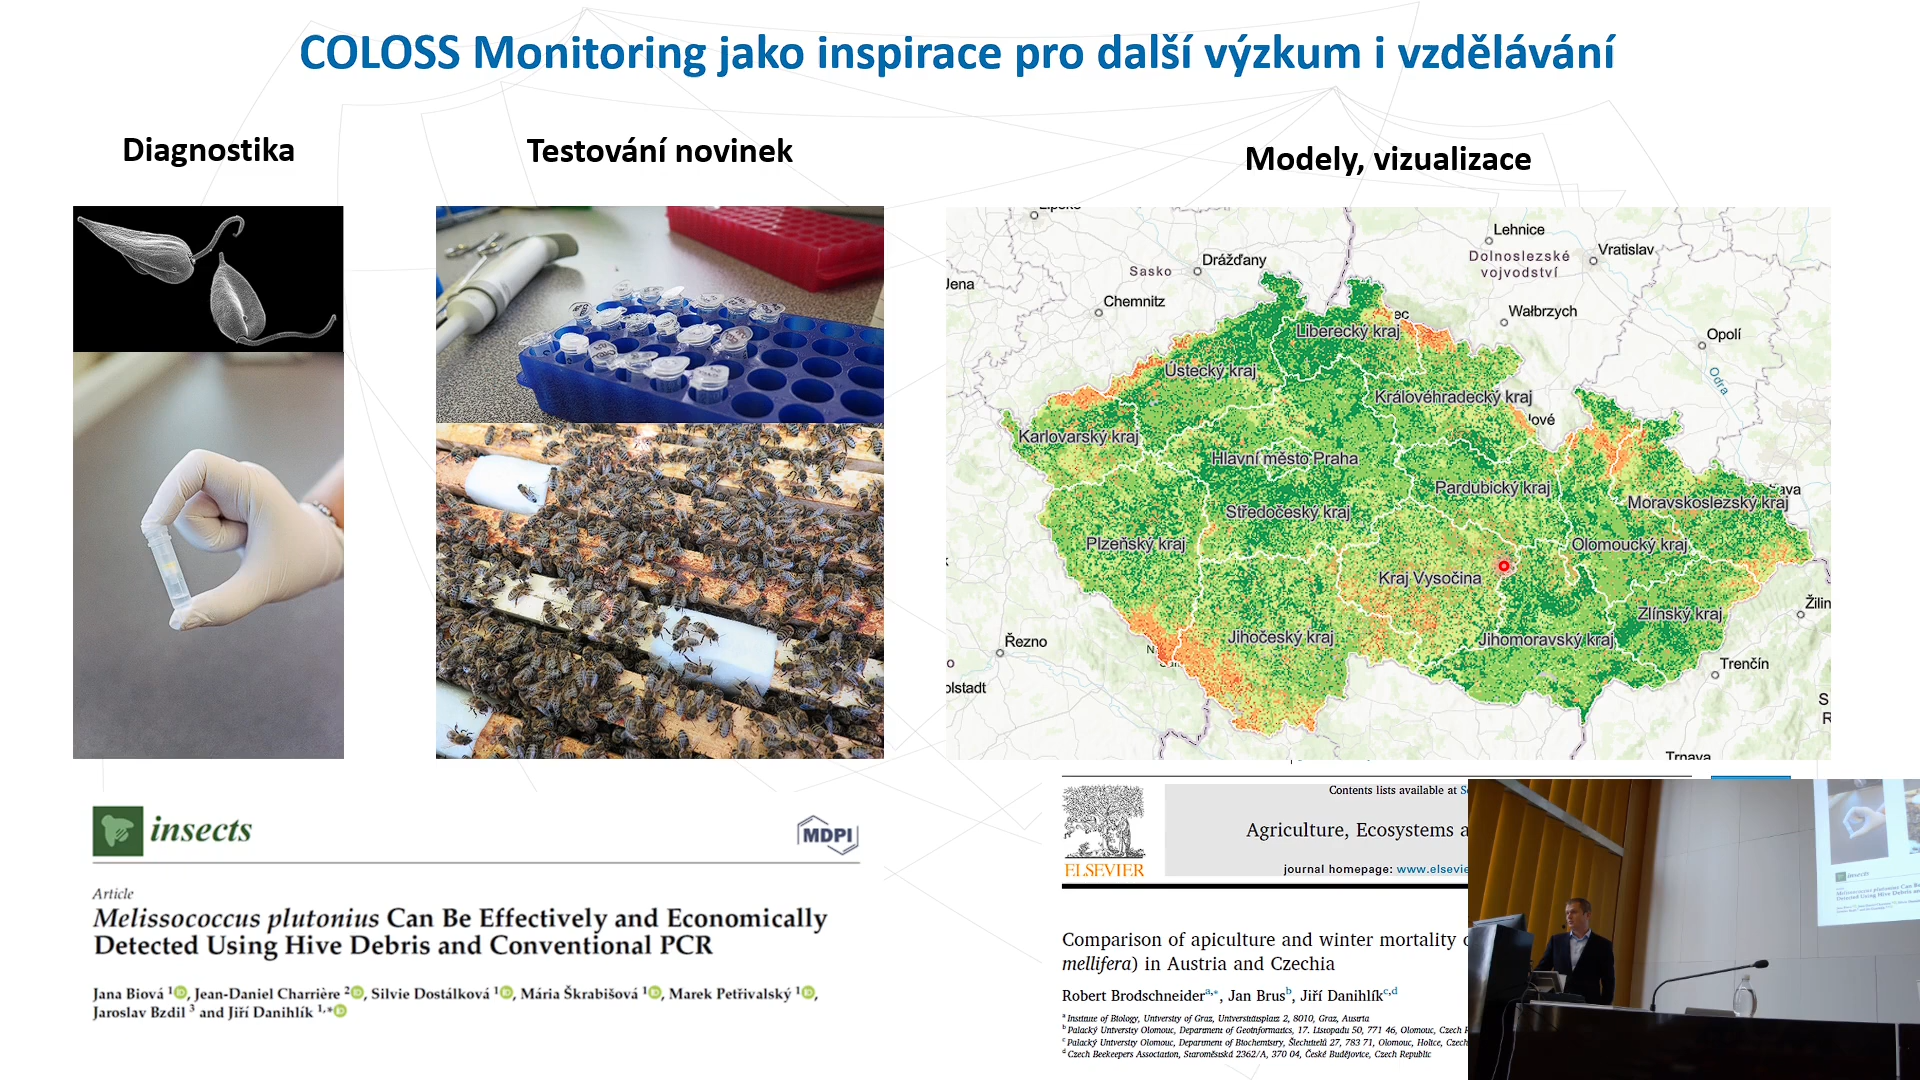 COLOSS Monitoring jako inspirace pro další výzkum i vzdělávání
Diagnostika
Testování novinek
Modely, vizualizace
Lehnice
Dolnoslezské
vojvodství
Vratislav
Drážďany
Sasko
Jena
Chemnitz
Wałbrzych
Opolí
Odra
ec
Liberecký kraj
Ústecký kraj
Královéhradecký kraj
lové
Karlovarský kraj
Hlavní město Praha
Pardubický kraj
Moravskoslezský kraj
ava
Středočeský kraj
Plzeňský kraj
Olomoucký kraj
Kraj Vysočina
Zlínský kraj
Žilin
Jihočeský kraj
Jihomoravský kraj
Řezno
Trenčín
olstadt
S
R
Trnava
insects
MDPI
Article
Melissococcus plutonius Can Be Effectively and Economically
Detected Using Hive Debris and Conventional PCR
Jana Biová 1, Jean-Daniel Charrière 2, Silvie Dostálková 1, Mária Škrabišová 1, Marek Petřivalský 1,
Jaroslav Bzdil 3 and Jiří Danihlík 1,*
Contents lists available at S
Agriculture, Ecosystems a
ELSEVIER
journal homepage: www.elsevie
Comparison of apiculture and winter mortality
mellifera) in Austria and Czechia
Robert Brodschneider a,*, Jan Brus b, Jiří Danihlík c,d
a Institute of Biology, University of Graz, Universitätsplatz 2, 8010, Graz, Austria
b Palacký University Olomouc, Department of Geoinformatics, 17. Listopadu 50, 771 46, Olomouc, Czech R
c Palacký University Olomouc, Department of Biochemistry, Šlechtitelů 27, 783 71, Olomouc, Holice, Czech
d Czech Beekeepers Association, Staroměstská 2362/A, 370 04, České Budějovice, Czech Republic
insects